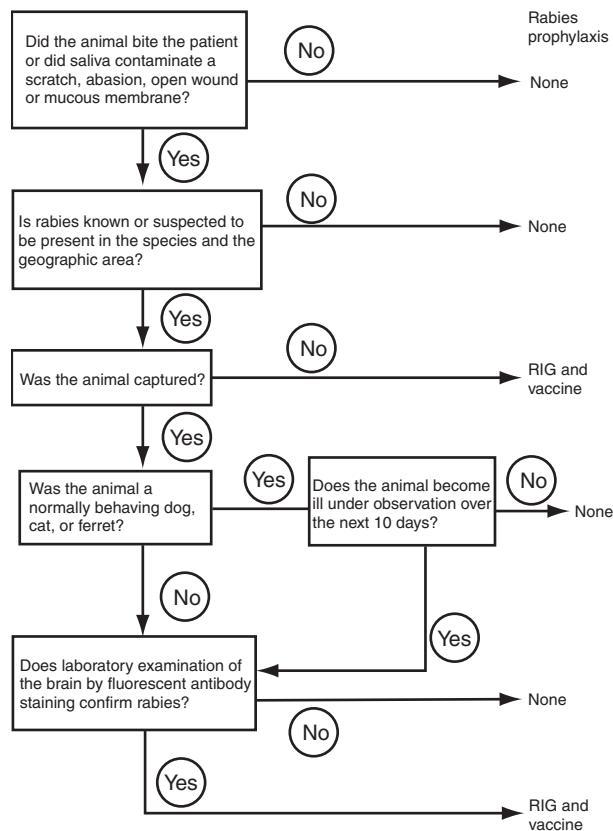 Rabies
prophylaxis
Did the animal bite the patient
or did saliva contaminate a
scratch, abasion, open wound
or mucous membrane?
No
None
Yes
Is rabies known or suspected to
be present in the species and the
geographic area?
No
None
Yes
Was the animal captured?
No
RIG and
vaccine
Yes
Was the animal a
normally behaving dog,
cat, or ferret?
Yes
Does the animal become
ill under observation over
the next 10 days?
No
None
No
Yes
Does laboratory examination of
the brain by fluorescent antibody
staining confirm rabies?
No
None
Yes
RIG and
vaccine